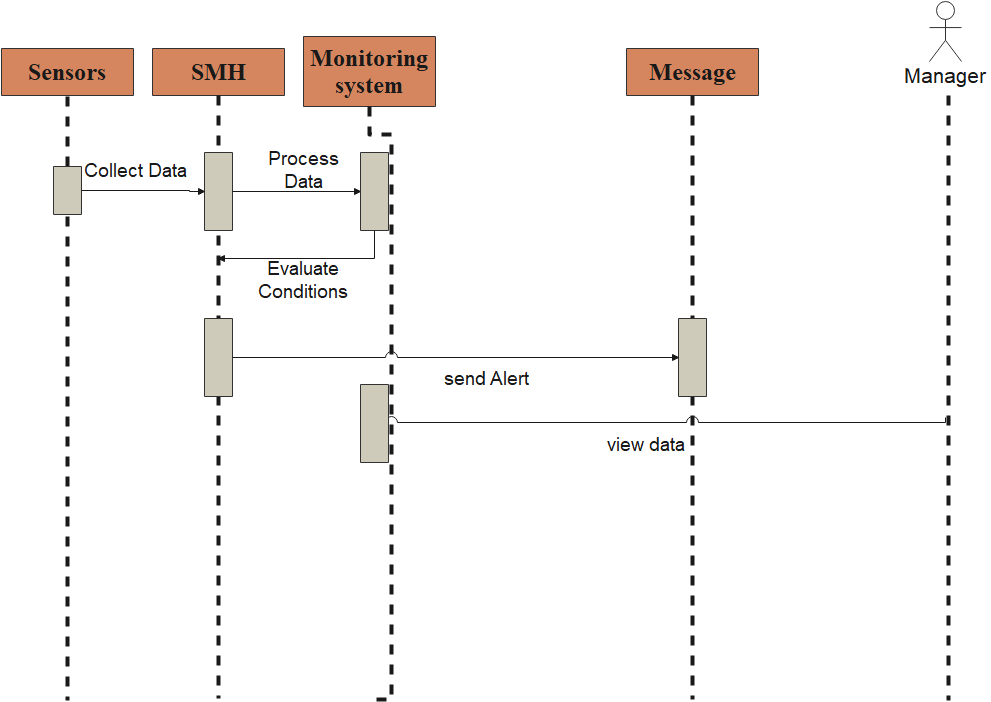 Sensors
SMH
Monitoring
system
Message
Manager
Collect Data
Process
Data
Evaluate
Conditions
send Alert
view data